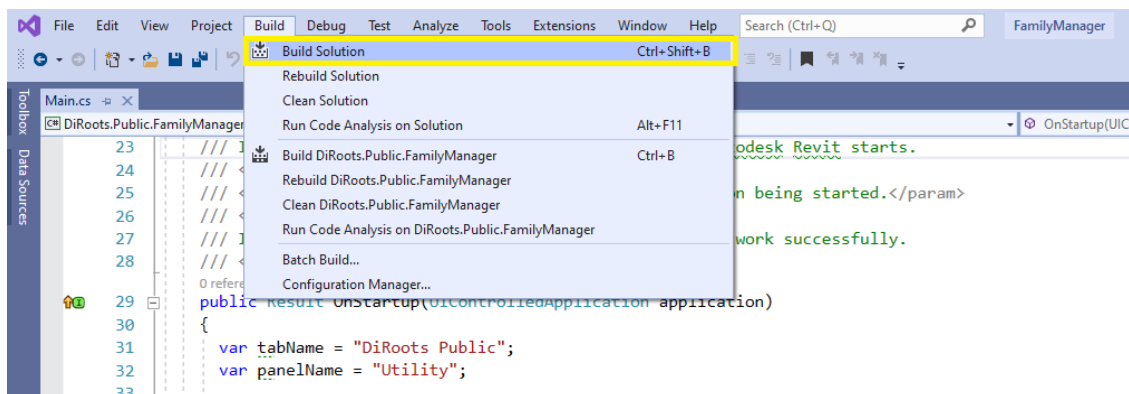 File Edit View Project Build Debug Test Analyze Tools Extensions Window Help Search (Ctrl+Q) FamilyManager
Build Solution Ctrl+Shift+B
Rebuild Solution
Clean Solution
Run Code Analysis on Solution Alt+F11
Build DiRoots.Public.FamilyManager Ctrl+B
Rebuild DiRoots.Public.FamilyManager
Clean DiRoots.Public.FamilyManager
Run Code Analysis on DiRoots.Public.FamilyManager
Batch Build...
Configuration Manager...
Toolbox
Data Sources
Main.cs
C# DiRoots.Public.FamilyManager OnStartup(UIC
23 /// odesk Revit starts.
24 /// <
25 /// < n being started.</param>
26 /// <
27 /// work successfully.
28 /// <
0 refere
29 public Result OnStartup(UIControlledApplication application)
30 {
31 var tabName = "DiRoots Public";
32 var panelName = "Utility";
33